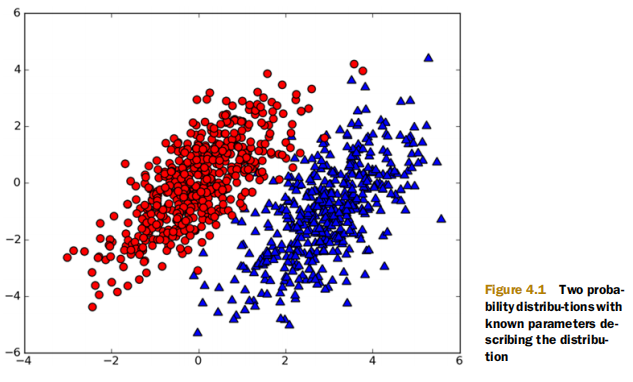 6
4
2
0
−2
−4
−6
−4
−2
0
2
4
6
Figure 4.1 Two proba-
bility distribu-tions with
known parameters de-
scribing the distribu-
tion